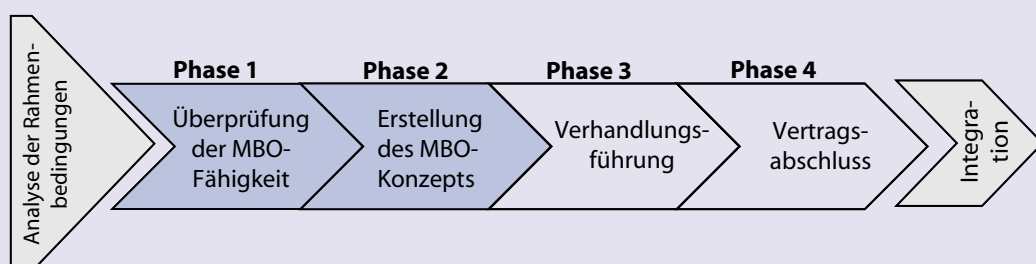 Analyse der Rahmen-
bedingungen
Phase 1
Überprüfung
der MBO-
Fähigkeit
Phase 2
Erstellung
des MBO-
Konzepts
Phase 3
Verhandlungs-
führung
Phase 4
Vertrags-
abschluss
Integra-
tion